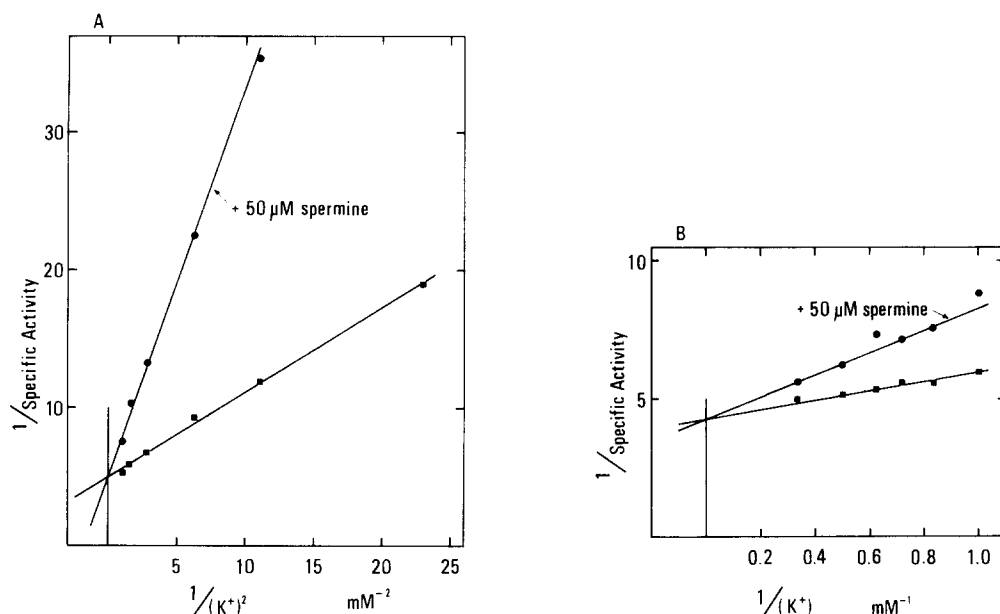 A
30
20
10
1/Specific Activity
+ 50 µM spermine
5 10 15 20 25
1/(K⁺)² mM⁻²
B
10
5
1/Specific Activity
+ 50 µM spermine
0.2 0.4 0.6 0.8 1.0
1/(K⁺) mM⁻¹